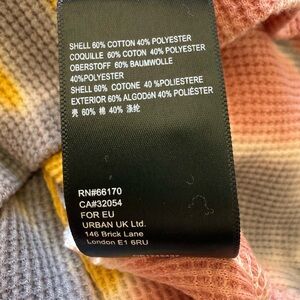 SHELL 60% COTTON 40% POLYESTER
COQUILLE 60% COTON 40% POLYESTER
OBERSTOFF 60% BAUMWOLLE
40%POLYESTER
SHELL 60% COTONE 40 %POLIESTERE
EXTERIOR 60% ALGODóN 40% POLIÉSTER
壳 60% 棉 40% 涤纶
RN#66170
CA#32054
FOR EU
URBAN UK Ltd.
146 Brick Lane
London E1 6RU